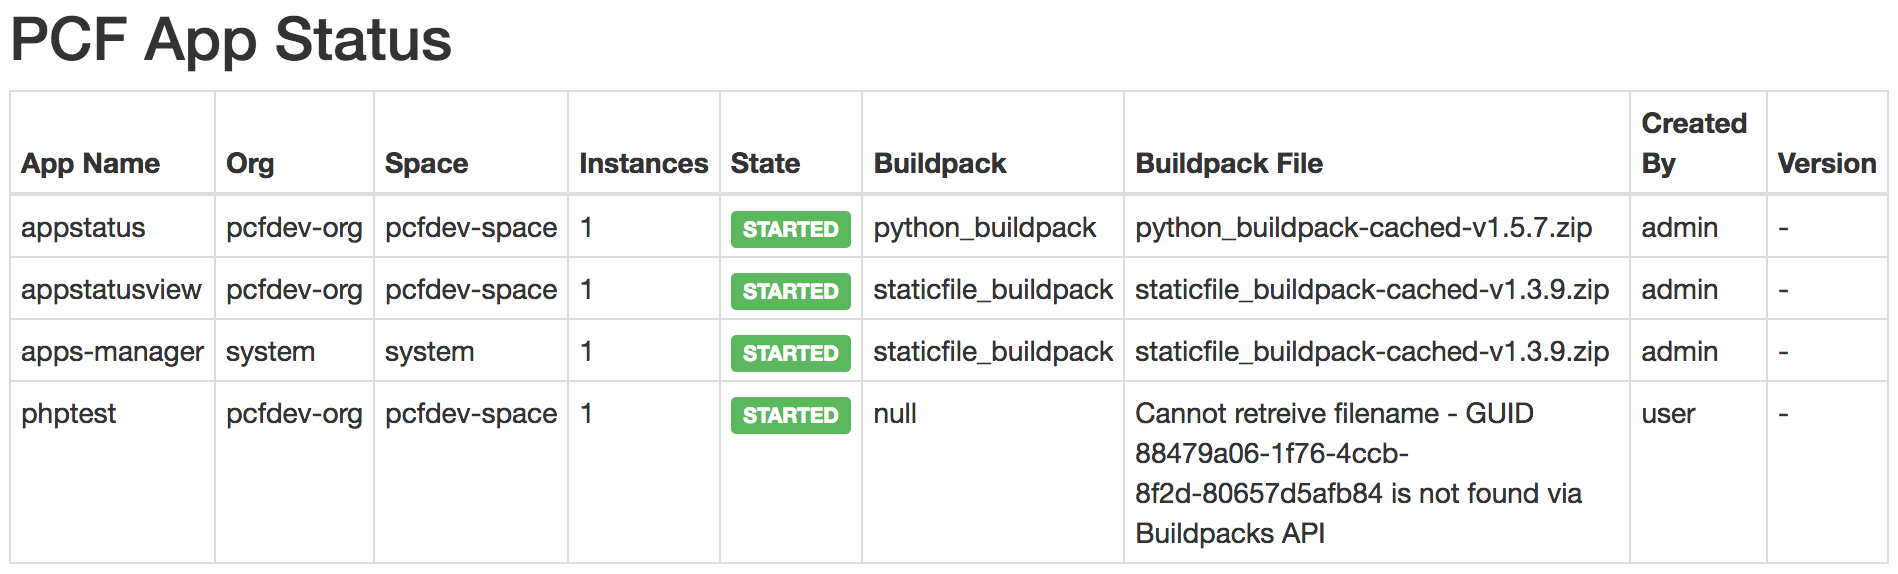 PCF App Status
App Name Org Space Instances State Buildpack Buildpack File Created By Version
appstatus pcfdev-org pcfdev-space 1 STARTED python_buildpack python_buildpack-cached-v1.5.7.zip admin -
appstatusview pcfdev-org pcfdev-space 1 STARTED staticfile_buildpack staticfile_buildpack-cached-v1.3.9.zip admin -
apps-manager system system 1 STARTED staticfile_buildpack staticfile_buildpack-cached-v1.3.9.zip admin -
phptest pcfdev-org pcfdev-space 1 STARTED null Cannot retreive filename - GUID user -
88479a06-1f76-4ccb-
8f2d-80657d5afb84 is not found via
Buildpacks API